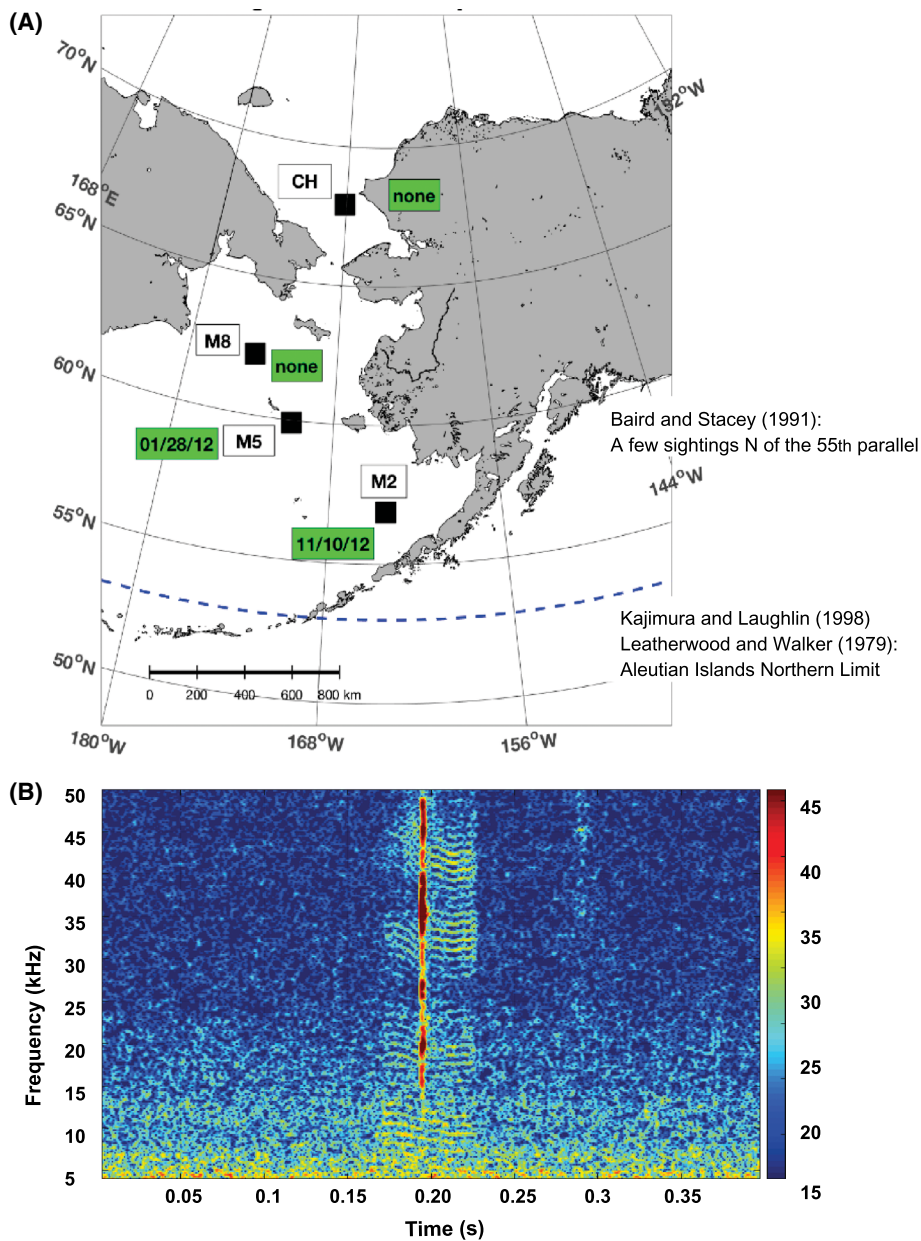 (A)
70°N
132°W
CH
168°E
none
65°N
M8
60°N
none
Baird and Stacey (1991):
01/28/12
M5
A few sightings N of the 55th parallel
M2
144°W
55°N
11/10/12
Kajimura and Laughlin (1998)
Leatherwood and Walker (1979):
50°N
Aleutian Islands Northern Limit
0 200 400 600 800 km
180°W
168°W
156°W
(B)
50
45
40
35
30
25
20
15
10
5
Frequency (kHz)
0.05 0.1 0.15 0.20 0.25 0.3 0.35
Time (s)
45
40
35
30
25
20
15